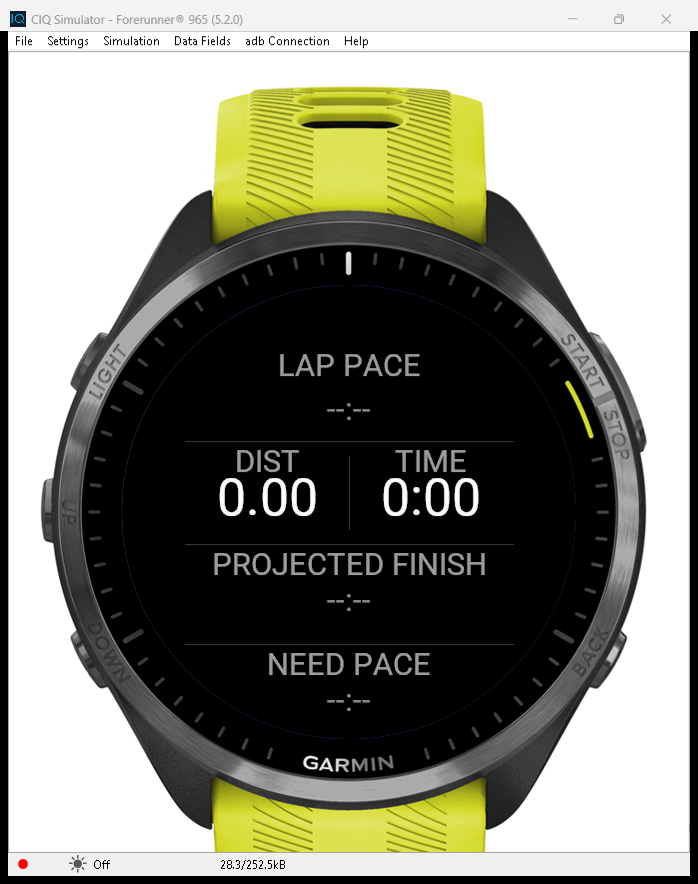 CIQ Simulator - Forerunner® 965 (5.2.0)
File Settings Simulation Data Fields adb Connection Help
LIGHT
START
STOP
LAP PACE
--:--
DIST TIME
0.00 0:00
UP
PROJECTED FINISH
--:--
DOWN
BACK
NEED PACE
--:--
GARMIN
Off 28.3/252.5kB